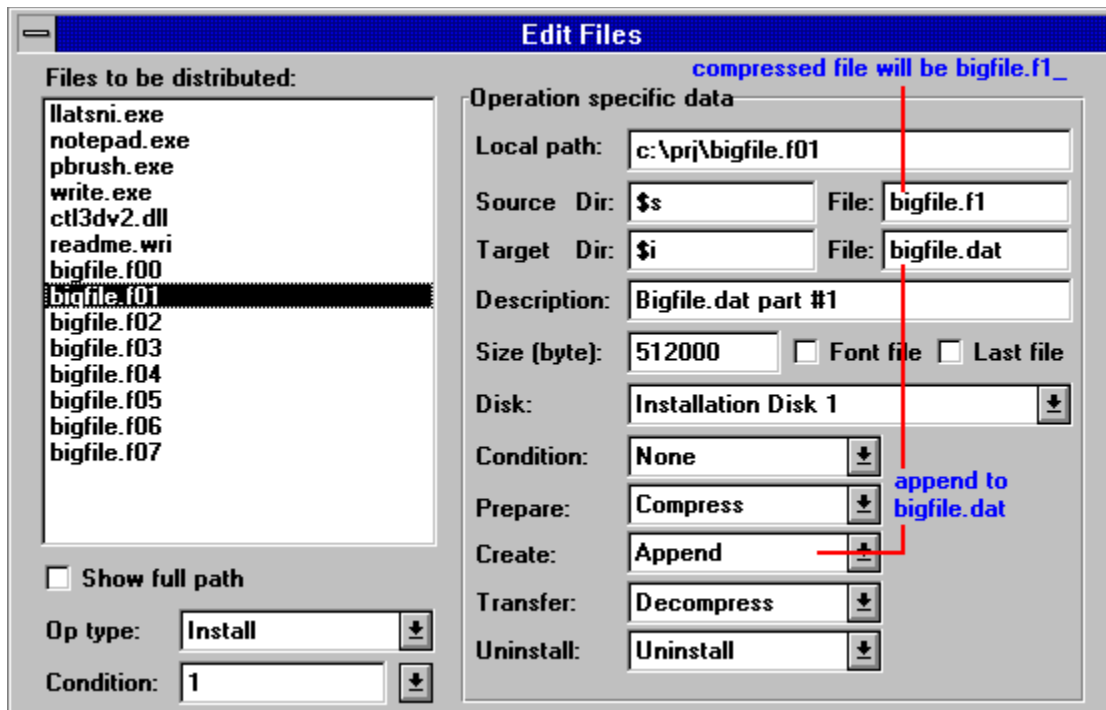 Edit Files
Files to be distributed:
llatsni.exe
notepad.exe
pbrush.exe
write.exe
ctl3dv2.dll
readme.wri
bigfile.f00
bigfile.f01
bigfile.f02
bigfile.f03
bigfile.f04
bigfile.f05
bigfile.f06
bigfile.f07
Show full path
Op type: Install
Condition: 1
compressed file will be bigfile.f1_
Operation specific data
Local path: c:\prj\bigfile.f01
Source Dir: $s File: bigfile.f1
Target Dir: $i File: bigfile.dat
Description: Bigfile.dat part #1
Size (byte): 512000 Font file Last file
Disk: Installation Disk 1
Condition: None
Prepare: Compress
Create: Append
Transfer: Decompress
Uninstall: Uninstall
append to
bigfile.dat